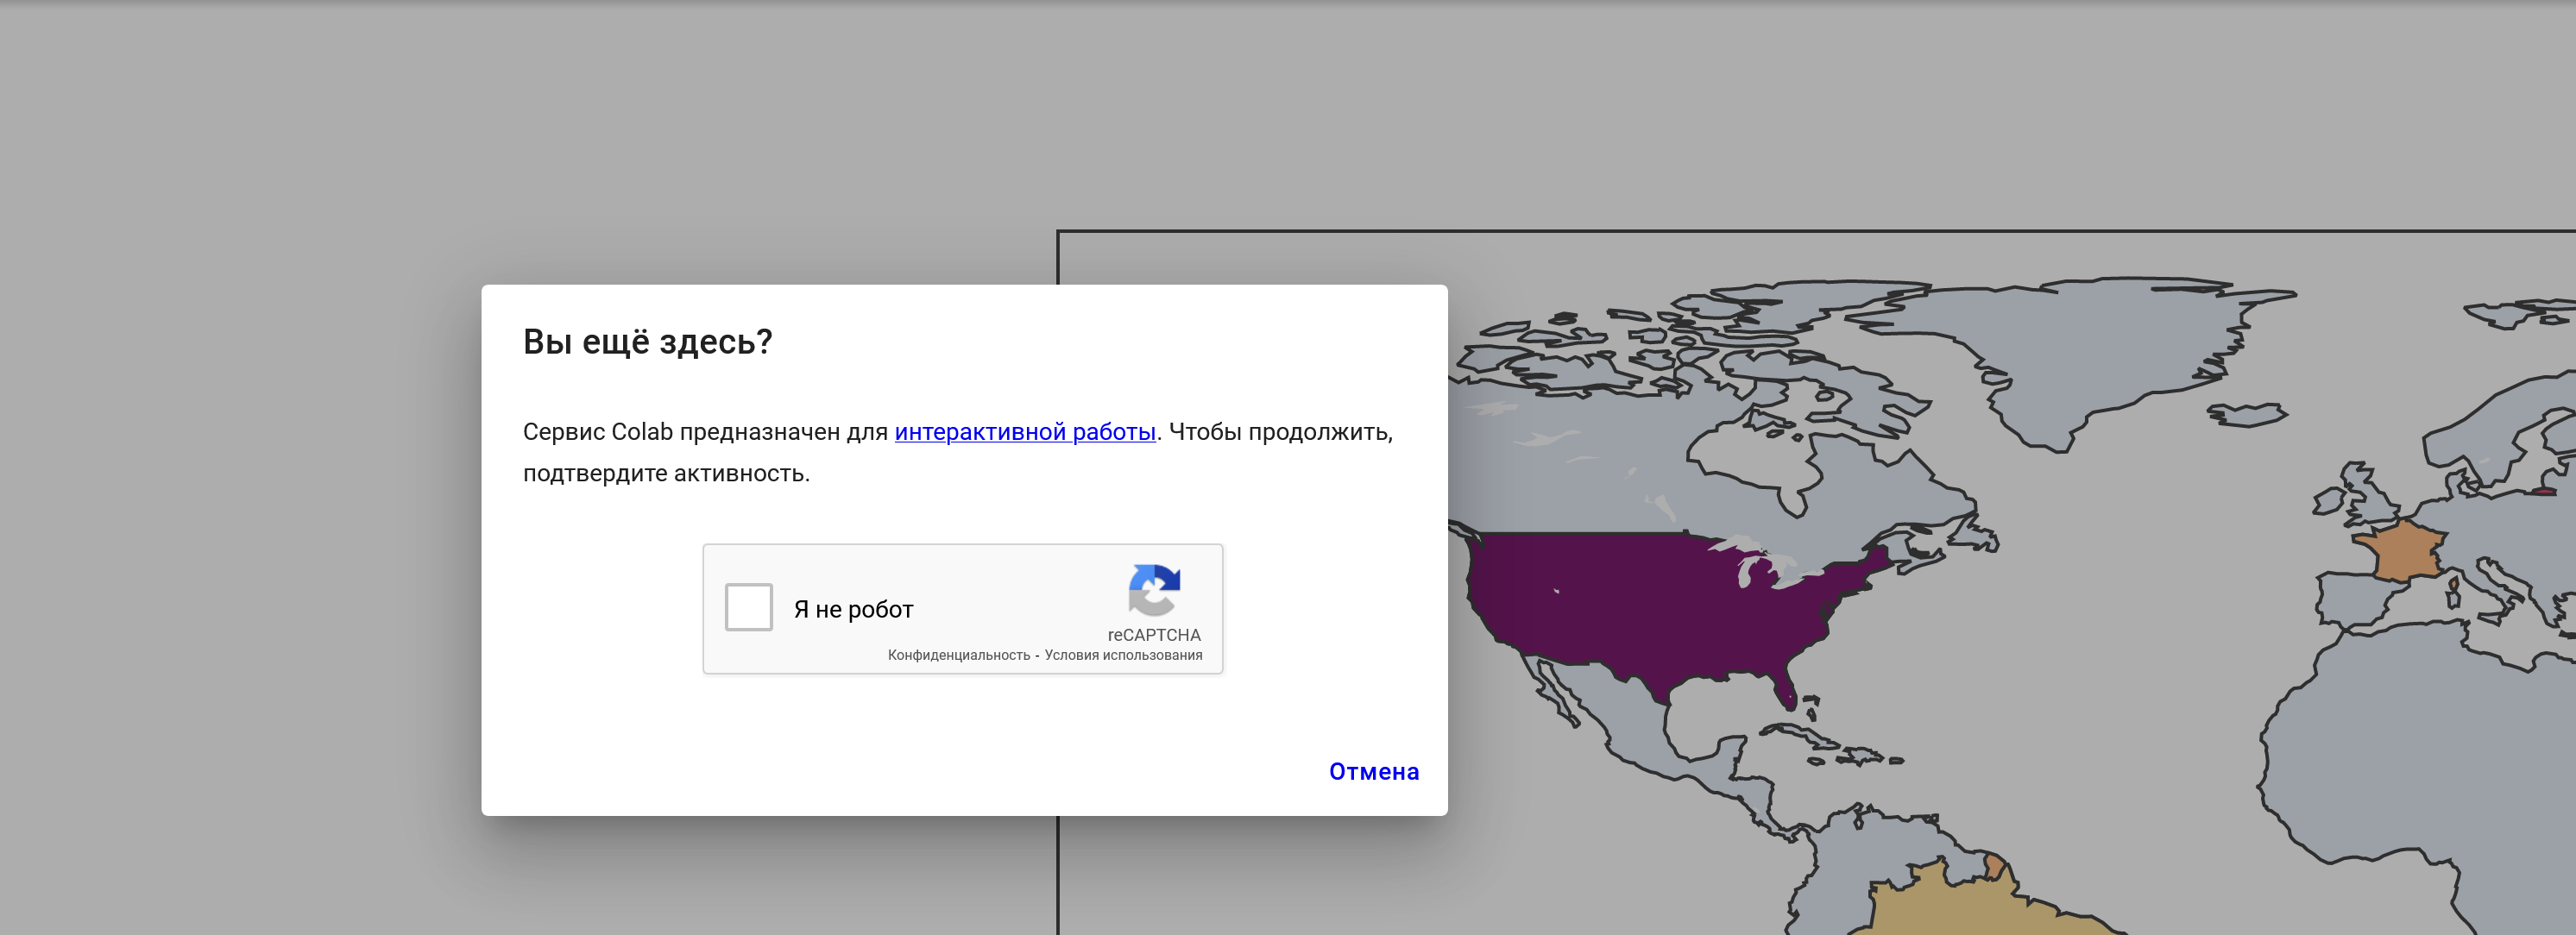 Вы ещё здесь?
Сервис Colab предназначен для интерактивной работы. Чтобы продолжить,
подтвердите активность.
Я не робот
reCAPTCHA
Конфиденциальность - Условия использования
Отмена